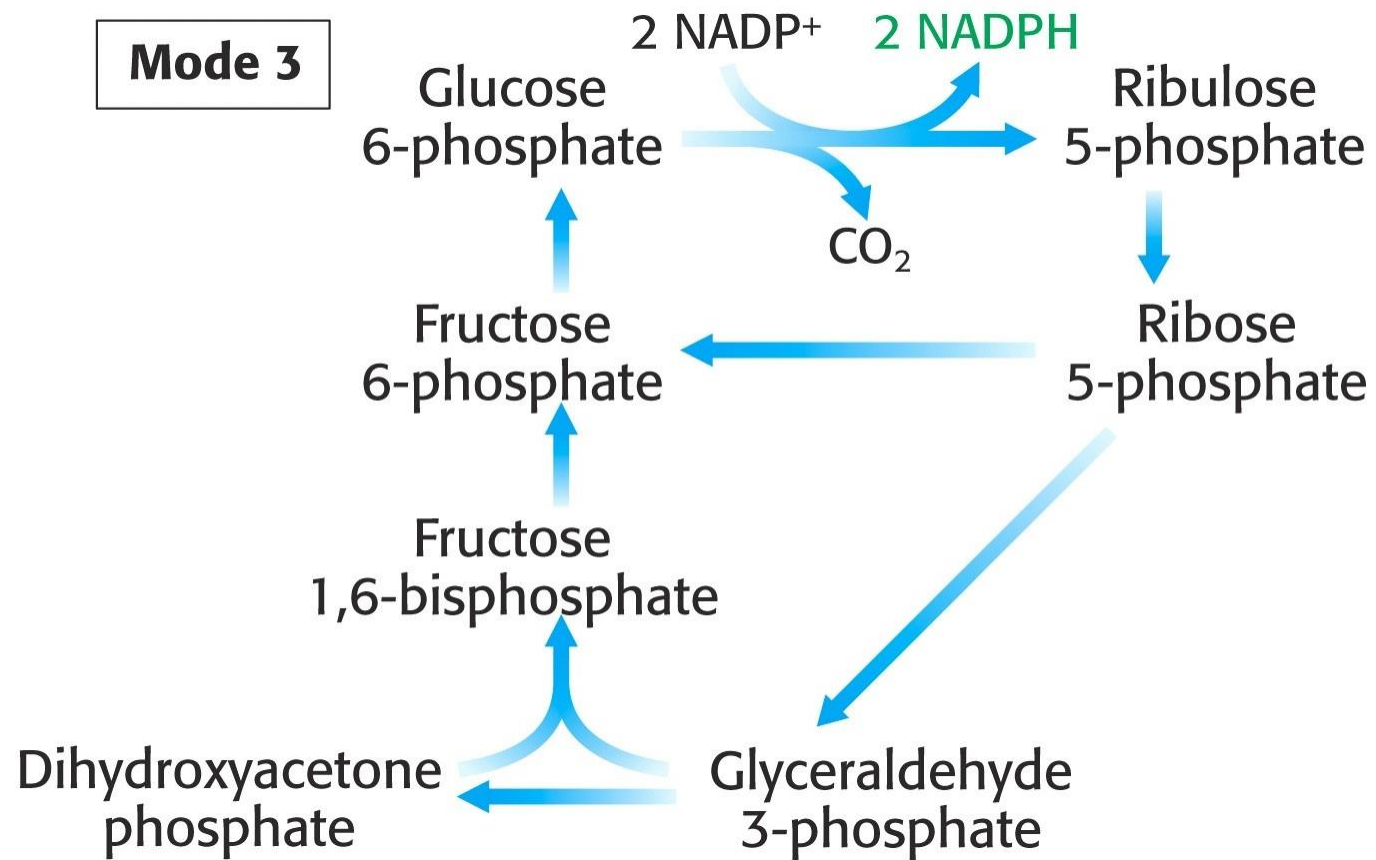 Mode 3
2 NADP+ 2 NADPH
Glucose
6-phosphate
Ribulose
5-phosphate
CO₂
Fructose
6-phosphate
Ribose
5-phosphate
Fructose
1,6-bisphosphate
Dihydroxyacetone
phosphate
Glyceraldehyde
3-phosphate